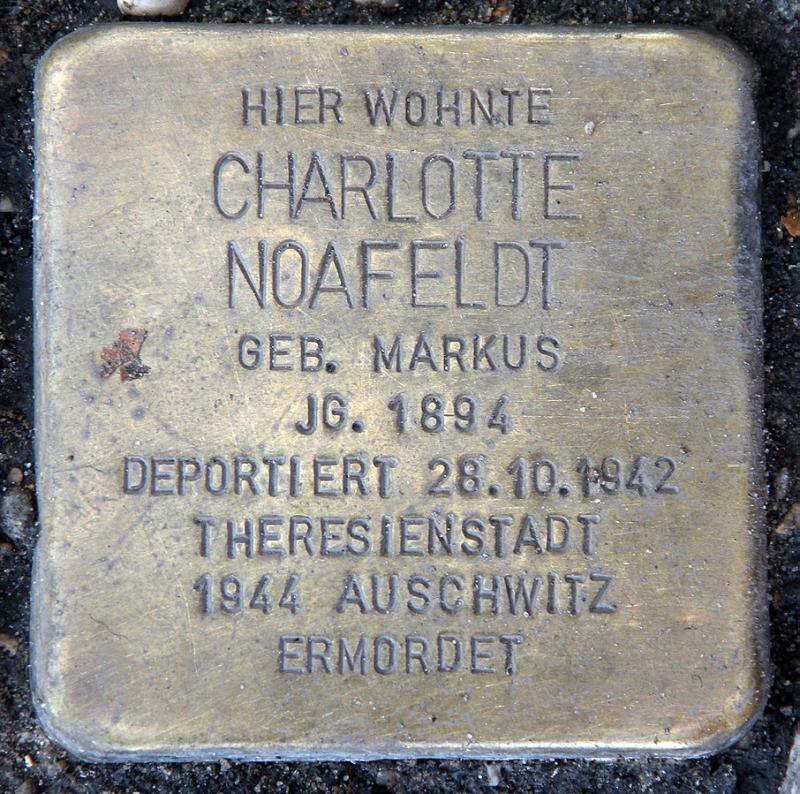 HIER WOHNTE
CHARLOTTE
NOAFELDT
GEB. MARKUS
JG. 1894
DEPORTIERT 28.10.1942
THERESIENSTADT
1944 AUSCHWITZ
ERMORDET